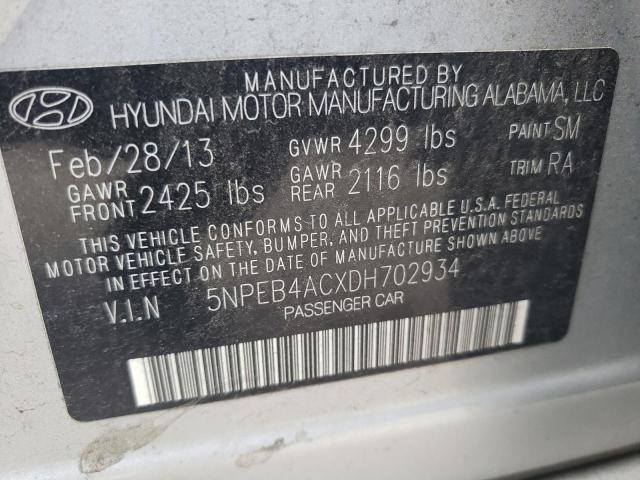 MANUFACTURED BY
HYUNDAI MOTOR MANUFACTURING ALABAMA, LLC
Feb/28/13 GVWR 4299 lbs PAINT SM
GAWR FRONT 2425 lbs GAWR REAR 2116 lbs TRIM RA
THIS VEHICLE CONFORMS TO ALL APPLICABLE U.S.A. FEDERAL
MOTOR VEHICLE SAFETY, BUMPER, AND THEFT PREVENTION STANDARDS
IN EFFECT ON THE DATE OF MANUFACTURE SHOWN ABOVE.
V.I.N 5NPEB4ACXDH702934
PASSENGER CAR